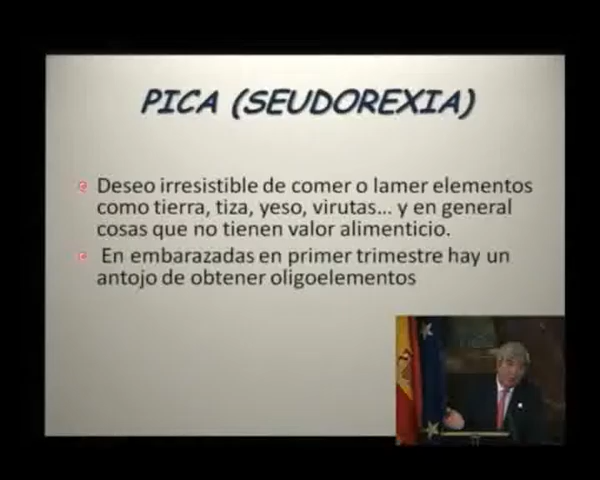 PICA (SEUDOREXIA)
Deseo irresistible de comer o lamer elementos
como tierra, tiza, yeso, virutas... y en general
cosas que no tienen valor alimenticio.
En embarazadas en primer trimestre hay un
antojo de obtener oligoelementos